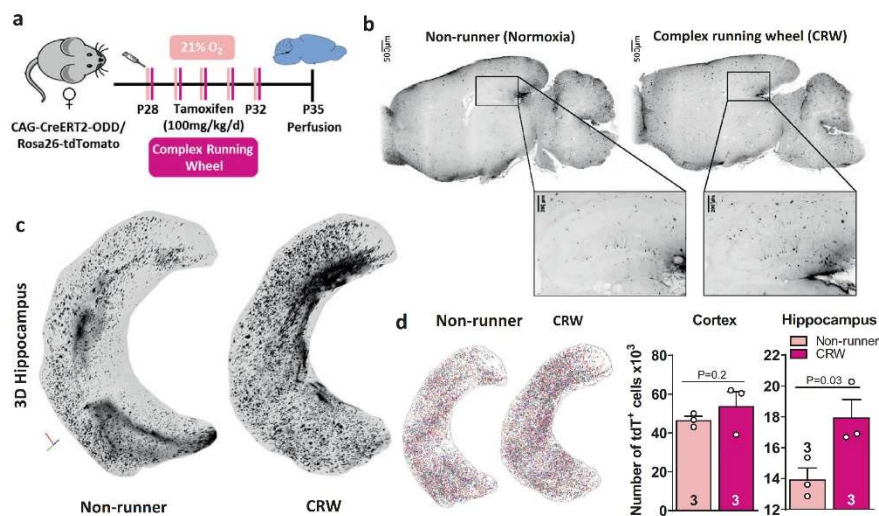 a
21% O₂
P28
Tamoxifen
(100mg/kg/d)
P32
P35
Perfusion
♀
CAG-CreERT2-ODD/
Rosa26-tdTomato
Complex Running
Wheel
b
500µm
Non-runner (Normoxia)
500µm
Complex running wheel (CRW)
c
3D Hippocampus
Non-runner
CRW
d
Non-runner
CRW
Number of tdT⁺ cells x10³
Cortex
80
60
40
20
0
P=0.2
3
3
Hippocampus
Non-runner
CRW
22
20
18
16
14
12
P=0.03
3
3